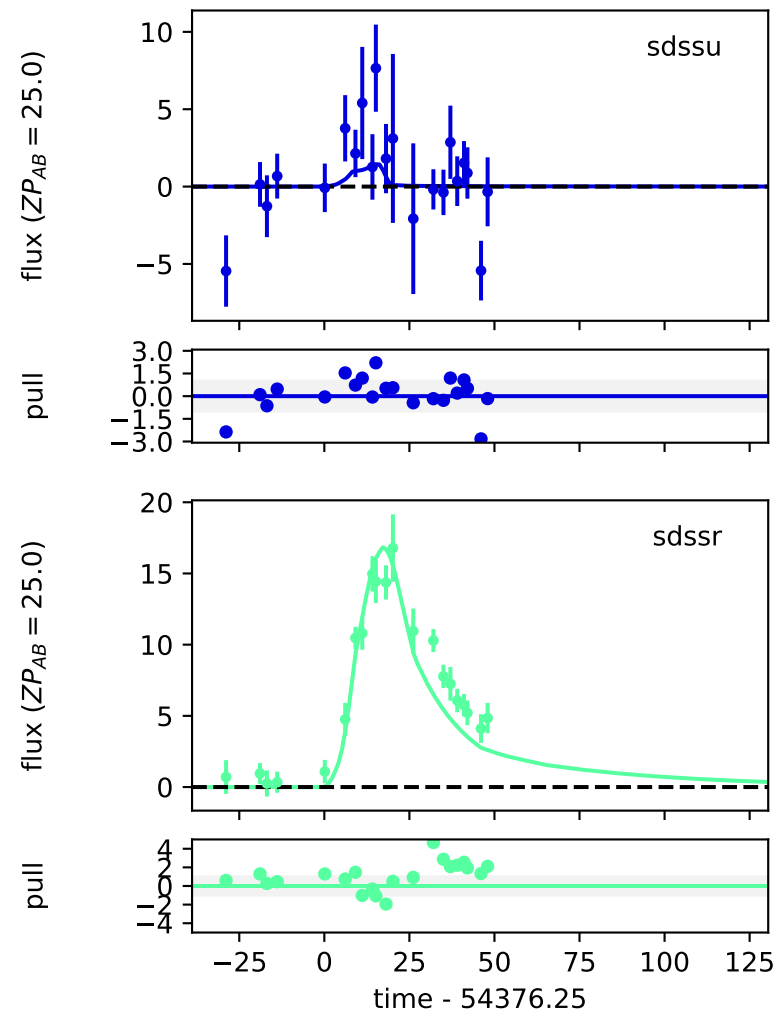 10
5
0
−5
flux (ZP_AB = 25.0)
sdssu
3.0
1.5
0.0
−1.5
−3.0
pull
20
15
10
5
0
flux (ZP_AB = 25.0)
sdssr
4
2
0
−2
−4
pull
−25 0 25 50 75 100 125
time - 54376.25